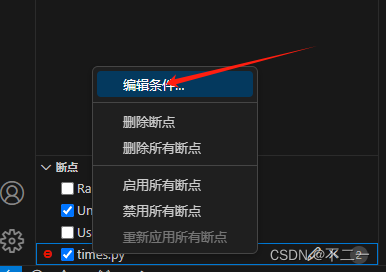 编辑条件...
删除断点
删除所有断点
启用所有断点
禁用所有断点
重新应用所有断点
断点
Ra
Un
Us
times.py
CSDN @不二
2